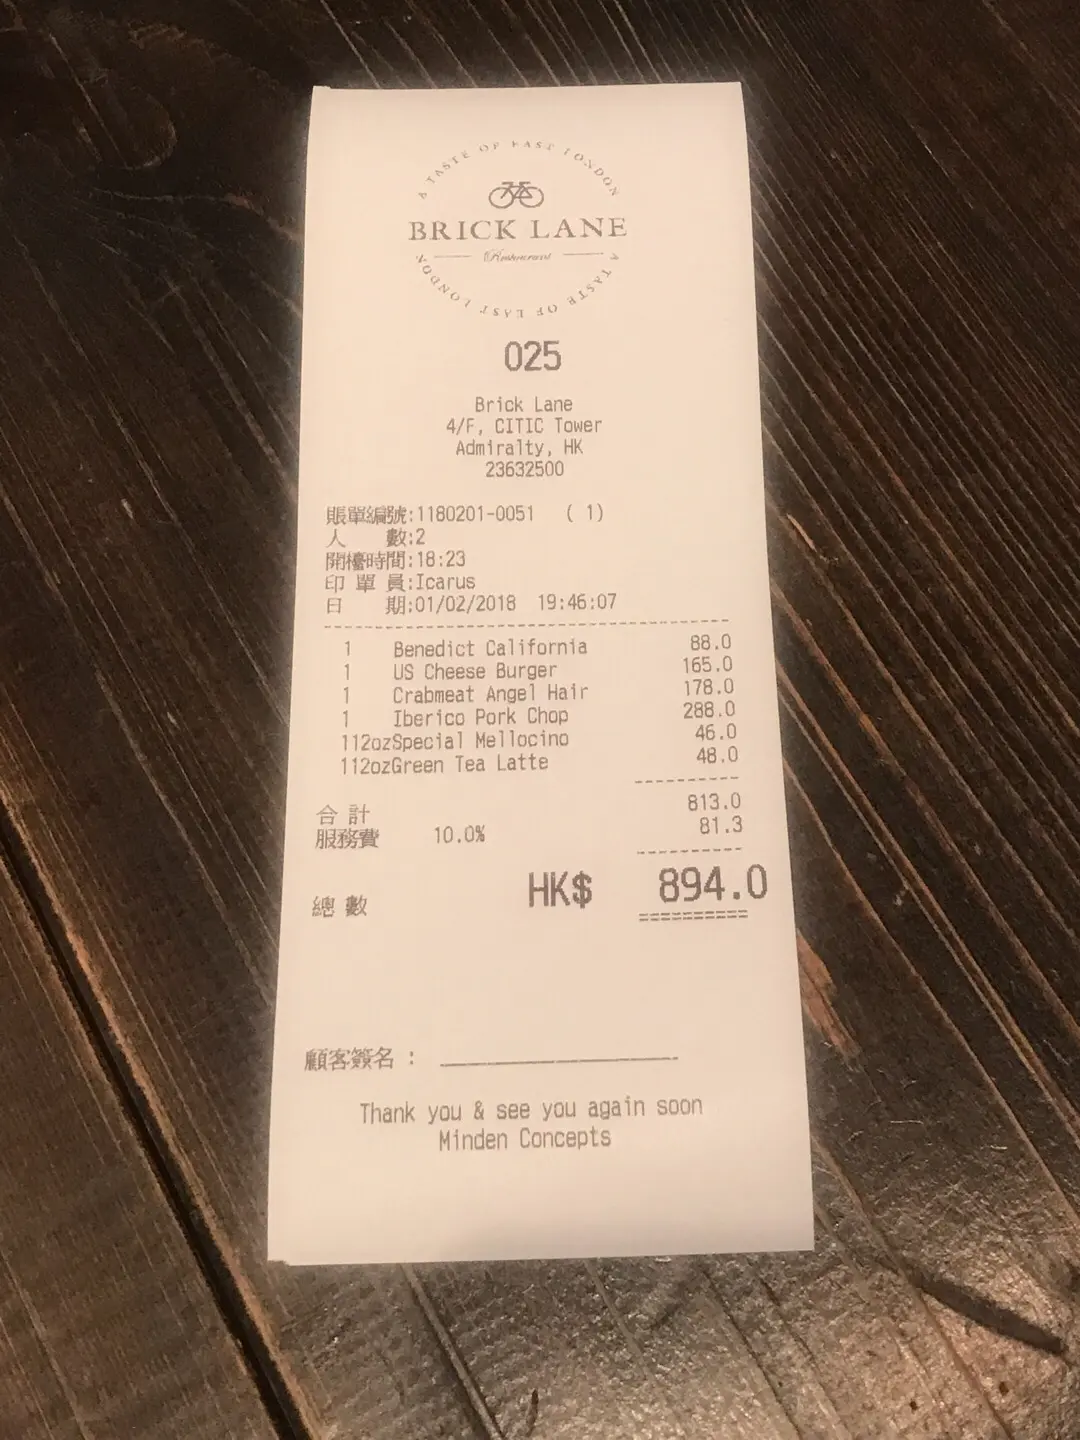 A TASTE OF EAST LONDON
BRICK LANE
Restaurant
A TASTE OF EAST LONDON
025
Brick Lane
4/F, CITIC Tower
Admiralty, HK
23632500
賬單編號:1180201-0051 ( 1)
人 數:2
開檯時間:18:23
印 單 員:Icarus
日 期:01/02/2018 19:46:07
1 Benedict California 88.0
1 US Cheese Burger 165.0
1 Crabmeat Angel Hair 178.0
1 Iberico Pork Chop 288.0
112ozSpecial Mellocino 46.0
112ozGreen Tea Latte 48.0
合 計 813.0
服務費 10.0% 81.3
總 數 HK$ 894.0
顧客簽名 :
Thank you & see you again soon
Minden Concepts